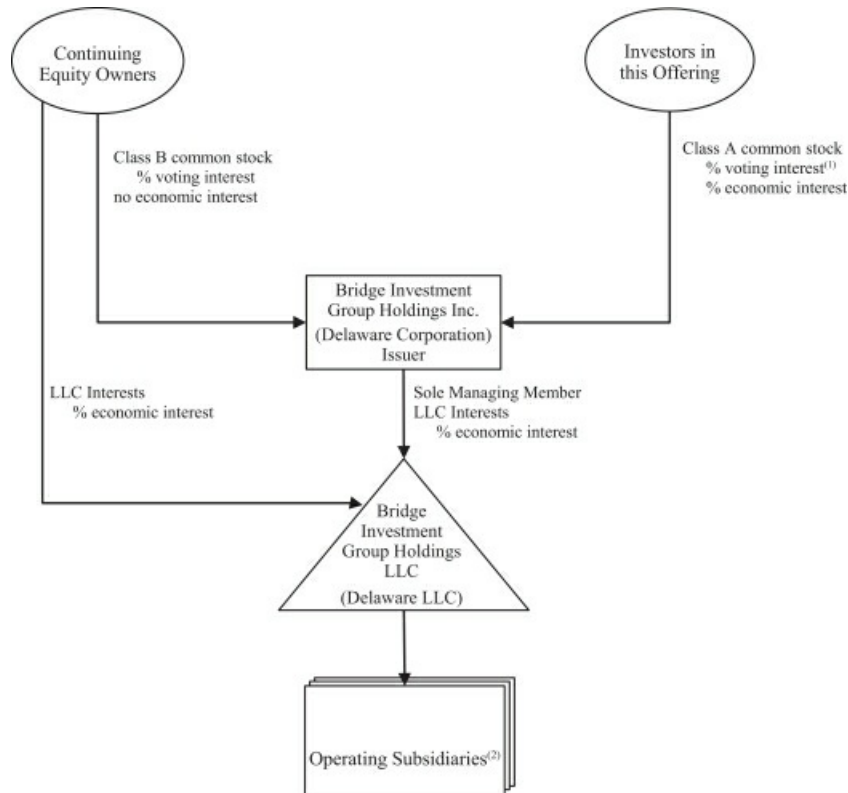 Continuing
Equity Owners
Investors in
this Offering
Class B common stock
% voting interest
no economic interest
Class A common stock
% voting interest(1)
% economic interest
Bridge Investment
Group Holdings Inc.
(Delaware Corporation)
Issuer
LLC Interests
% economic interest
Sole Managing Member
LLC Interests
% economic interest
Bridge
Investment
Group Holdings
LLC
(Delaware LLC)
Operating Subsidiaries(2)